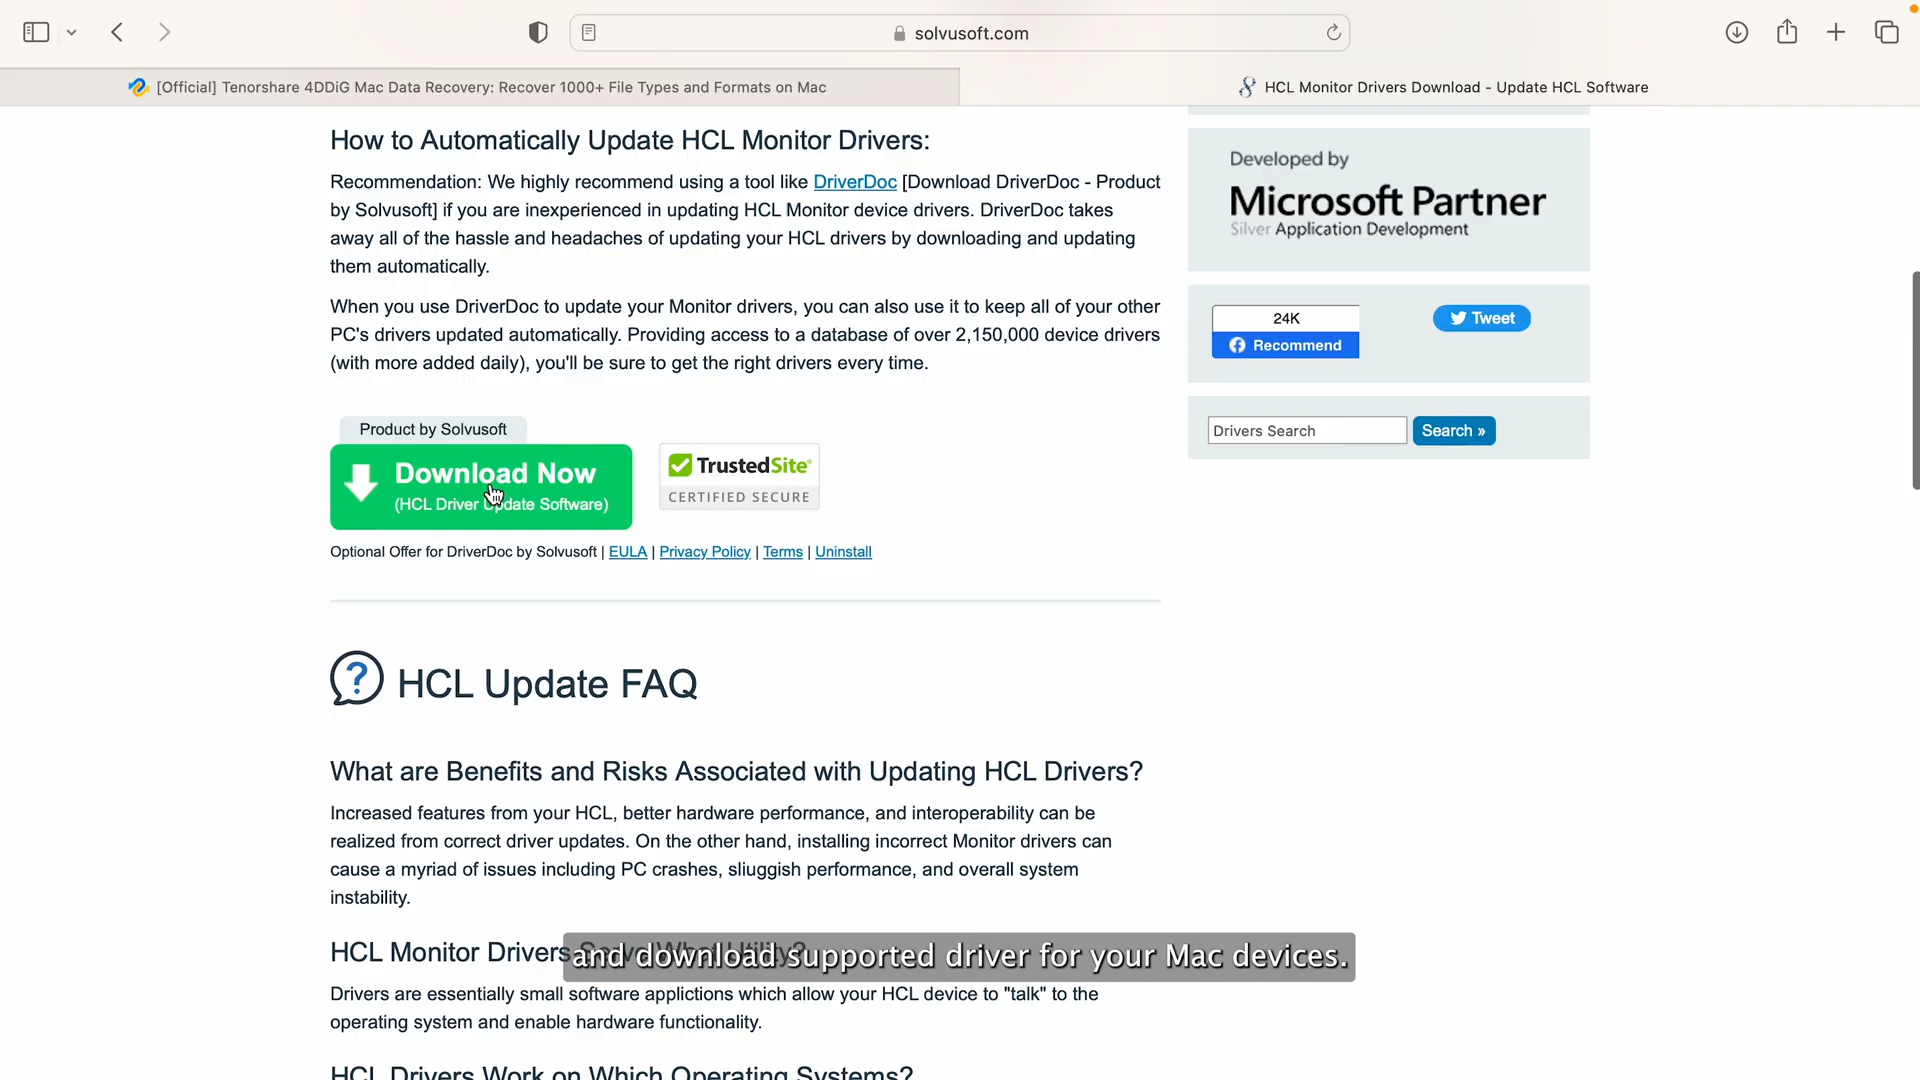 solvusoft.com
[Official] Tenorshare 4DDiG Mac Data Recovery: Recover 1000+ File Types and Formats on Mac
HCL Monitor Drivers Download - Update HCL Software
How to Automatically Update HCL Monitor Drivers:
Recommendation: We highly recommend using a tool like DriverDoc [Download DriverDoc - Product
by Solvusoft] if you are inexperienced in updating HCL Monitor device drivers. DriverDoc takes
away all of the hassle and headaches of updating your HCL drivers by downloading and updating
them automatically.
When you use DriverDoc to update your Monitor drivers, you can also use it to keep all of your other
PC's drivers updated automatically. Providing access to a database of over 2,150,000 device drivers
(with more added daily), you'll be sure to get the right drivers every time.
Product by Solvusoft
Download Now
(HCL Driver Update Software)
TrustedSite
CERTIFIED SECURE
Optional Offer for DriverDoc by Solvusoft | EULA | Privacy Policy | Terms | Uninstall
Developed by
Microsoft Partner
Silver Application Development
24K
Recommend
Tweet
Drivers Search
Search »
HCL Update FAQ
What are Benefits and Risks Associated with Updating HCL Drivers?
Increased features from your HCL, better hardware performance, and interoperability can be
realized from correct driver updates. On the other hand, installing incorrect Monitor drivers can
cause a myriad of issues including PC crashes, sliuggish performance, and overall system
instability.
HCL Monitor Drivers Serve What Utility?
and download supported driver for your Mac devices.
Drivers are essentially small software applictions which allow your HCL device to "talk" to the
operating system and enable hardware functionality.
HCL Drivers Work on Which Operating Systems?